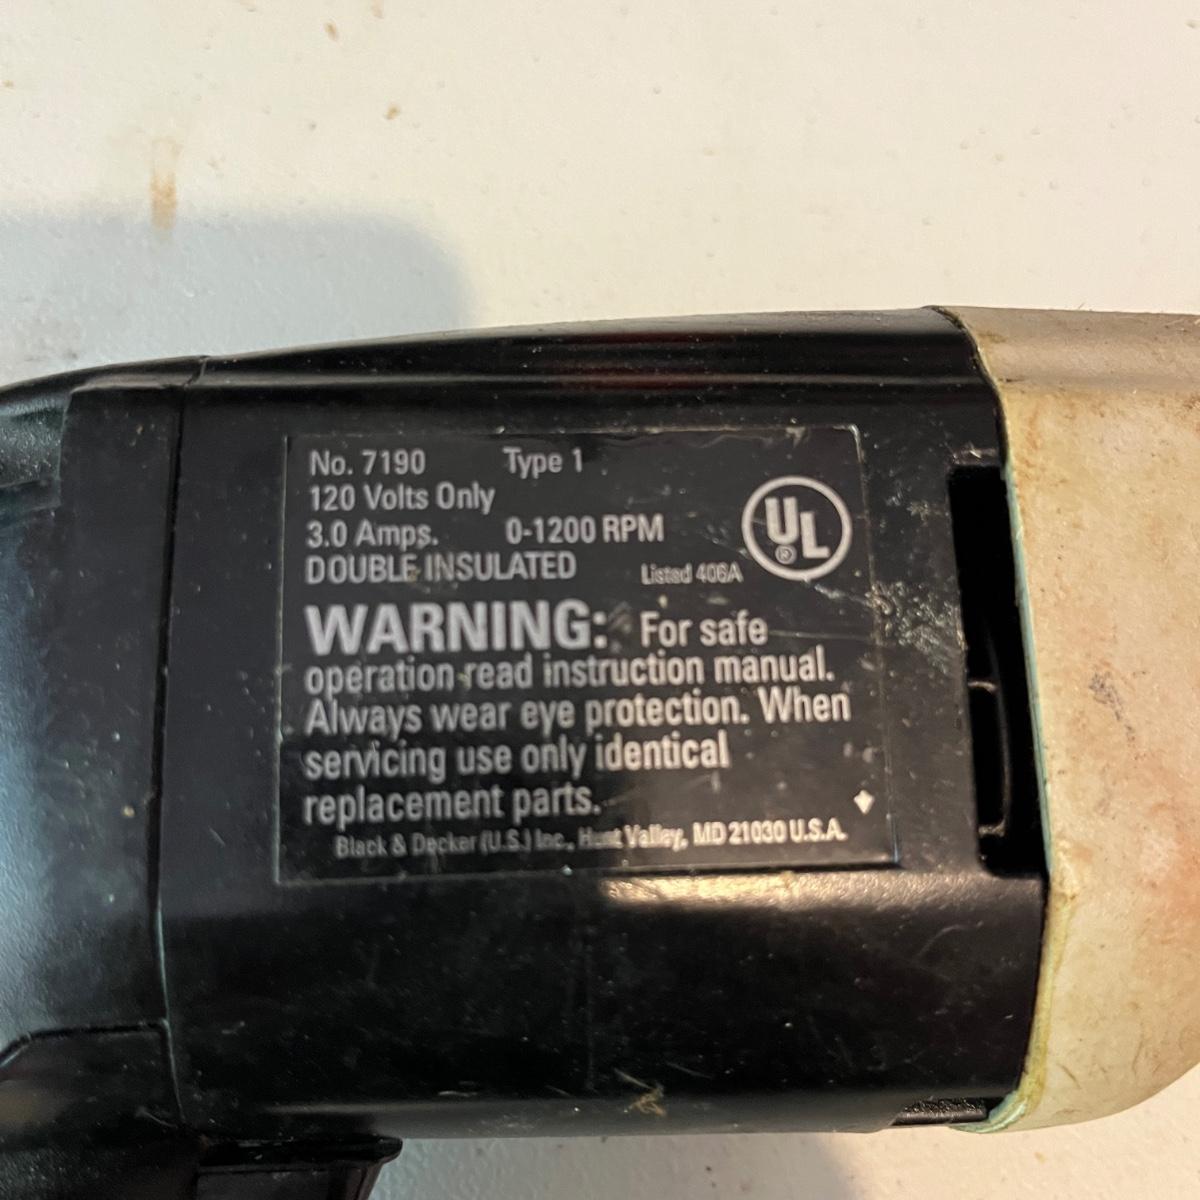 No. 7190 Type 1
120 Volts Only
3.0 Amps. 0-1200 RPM
DOUBLE INSULATED Listed 406A
UL ®
WARNING: For safe
operation read instruction manual.
Always wear eye protection. When
servicing use only identical
replacement parts.
Black & Decker (U.S.) Inc., Hunt Valley, MD 21030 U.S.A.